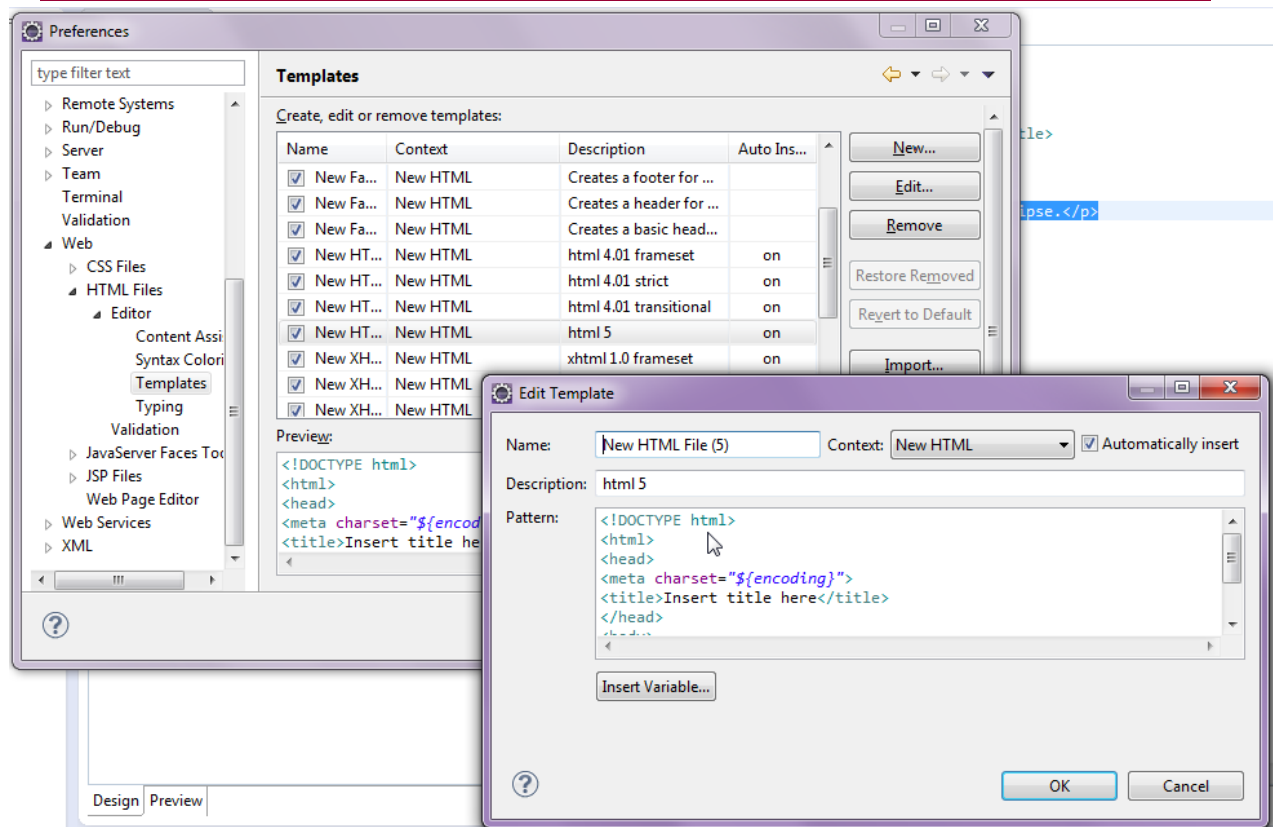 Preferences
type filter text
Remote Systems
Run/Debug
Server
Team
Terminal
Validation
Web
CSS Files
HTML Files
Editor
Content Assi
Syntax Colori
Templates
Typing
Validation
JavaServer Faces Too
JSP Files
Web Page Editor
Web Services
XML
Templates
Create, edit or remove templates:
Name Context Description Auto Ins...
New Fa... New HTML Creates a footer for ...
New Fa... New HTML Creates a header for ...
New Fa... New HTML Creates a basic head...
New HT... New HTML html 4.01 frameset on
New HT... New HTML html 4.01 strict on
New HT... New HTML html 4.01 transitional on
New HT... New HTML html 5 on
New XH... New HTML xhtml 1.0 frameset on
New XH... New HTML
New XH... New HTML
New...
Edit...
Remove
Restore Removed
Revert to Default
Import...
Preview:
<!DOCTYPE html>
<html>
<head>
<meta charset="${encod
<title>Insert title he
tle>
ipse.</p>
Edit Template
Name: New HTML File (5) Context: New HTML Automatically insert
Description: html 5
Pattern: <!DOCTYPE html>
<html>
<head>
<meta charset="${encoding}">
<title>Insert title here</title>
</head>
<body>
Insert Variable...
OK Cancel
Design Preview